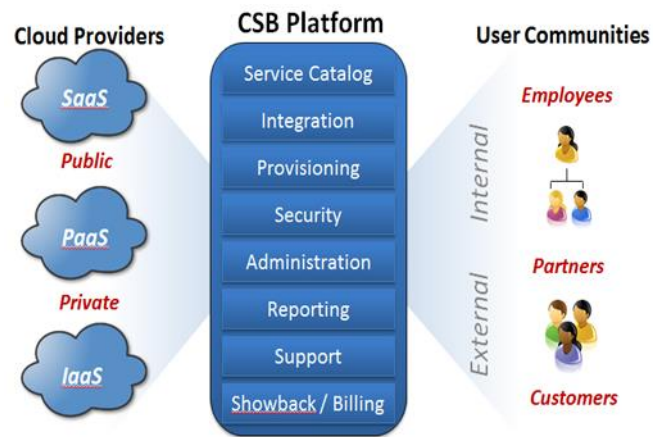 Cloud Providers
SaaS
Public
PaaS
Private
IaaS
CSB Platform
Service Catalog
Integration
Provisioning
Security
Administration
Reporting
Support
Showback / Billing
User Communities
Internal
Employees
Partners
External
Customers